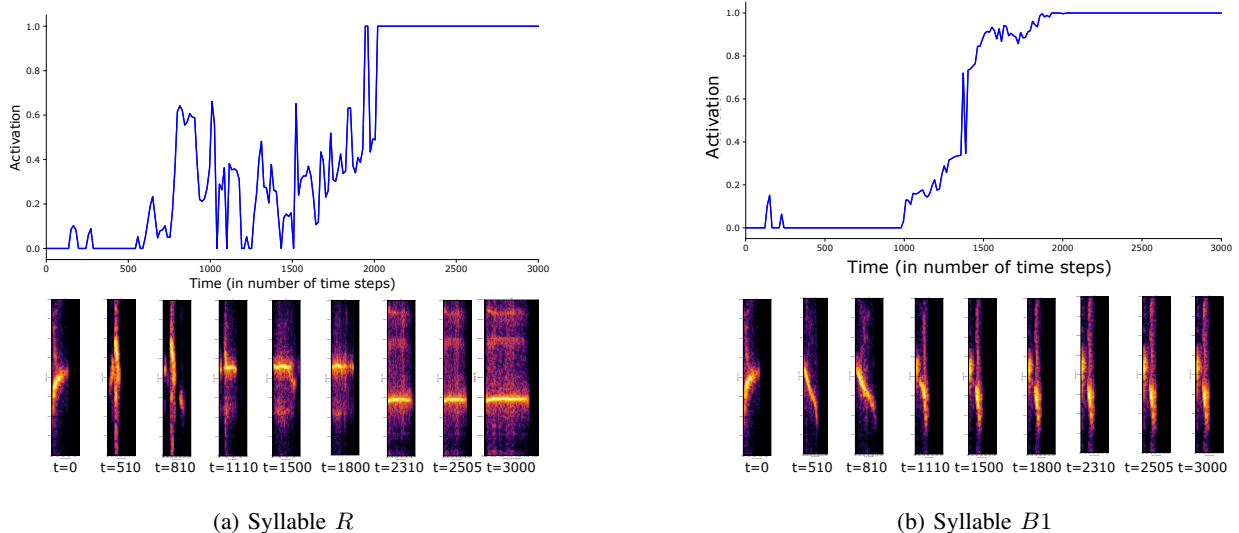 1.0
0.8
0.6
0.4
0.2
0.0
Activation
0 500 1000 1500 2000 2500 3000
Time (in number of time steps)
t=0 t=510 t=810 t=1110 t=1500 t=1800 t=2310 t=2505 t=3000
(a) Syllable R
1.0
0.8
0.6
0.4
0.2
0.0
Activation
0 500 1000 1500 2000 2500 3000
Time (in number of time steps)
t=0 t=510 t=810 t=1110 t=1500 t=1800 t=2310 t=2505 t=3000
(b) Syllable B1